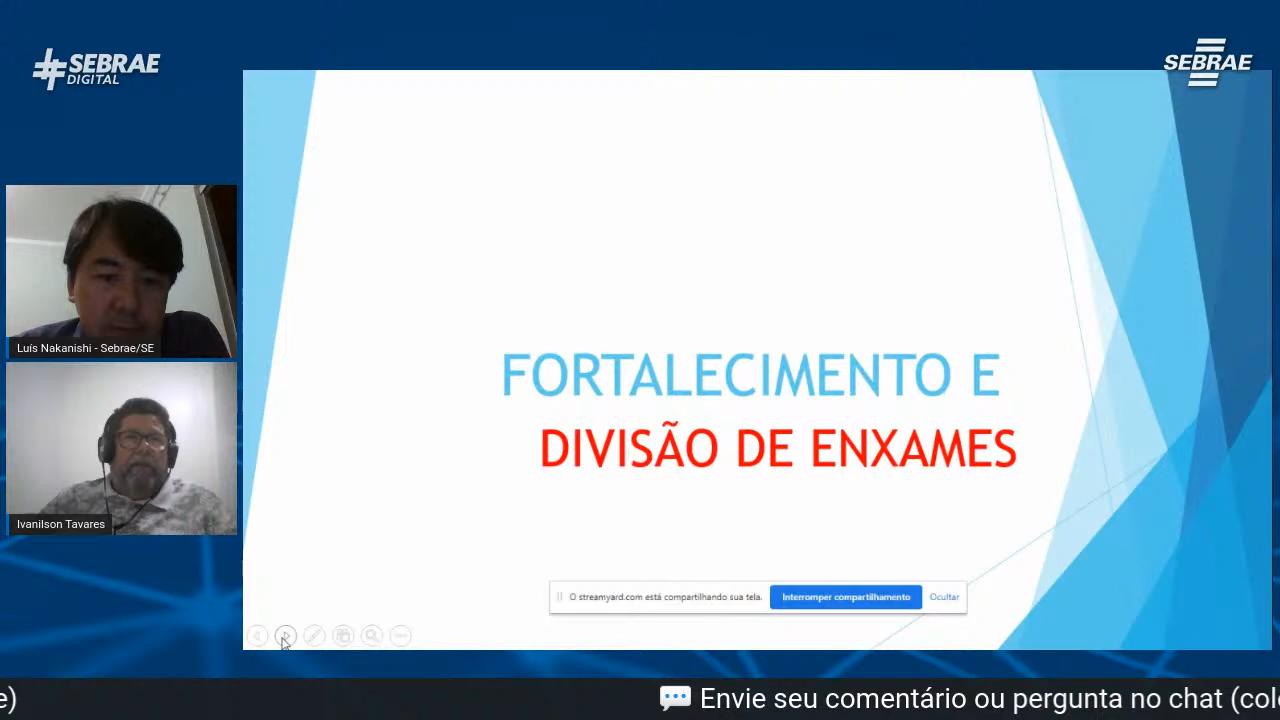 #SEBRAE
DIGITAL
SEBRAE
Luís Nakanishi - Sebrae/SE
Ivanilson Tavares
FORTALECIMENTO E
DIVISÃO DE ENXAMES
O streamyard.com está compartilhando sua tela.
Interromper compartilhamento
Ocultar
e)
💬 Envie seu comentário ou pergunta no chat (col